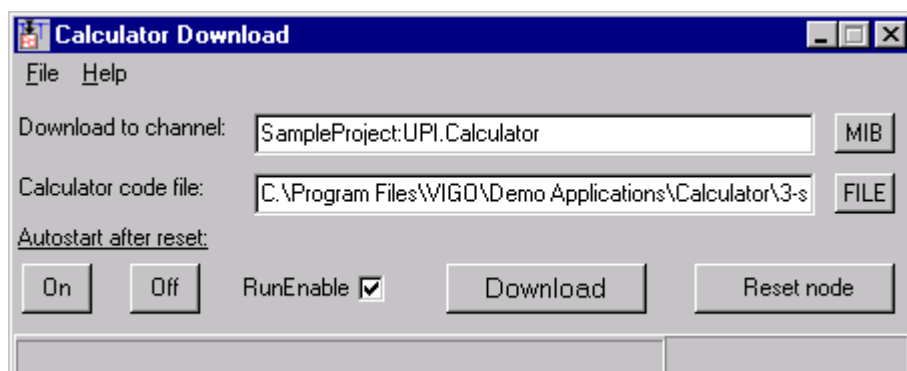 Calculator Download
File Help
Download to channel: SampleProject:UPI.Calculator MIB
Calculator code file: C:\Program Files\VIGO\Demo Applications\Calculator\3-s FILE
Autostart after reset:
On Off RunEnable Download Reset node